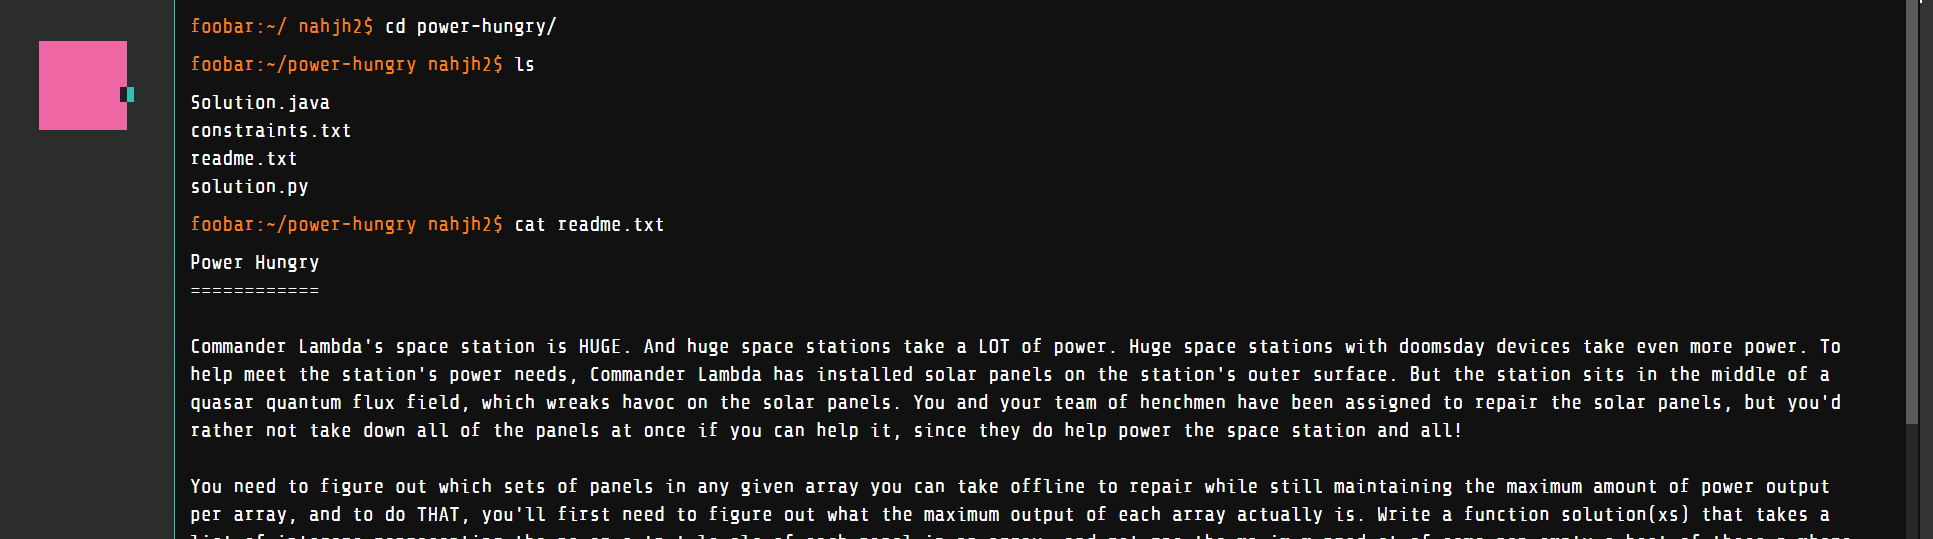 foobar:~/ nahjh2$ cd power-hungry/
foobar:~/power-hungry nahjh2$ ls
Solution.java
constraints.txt
readme.txt
solution.py
foobar:~/power-hungry nahjh2$ cat readme.txt
Power Hungry
============
Commander Lambda's space station is HUGE. And huge space stations take a LOT of power. Huge space stations with doomsday devices take even more power. To
help meet the station's power needs, Commander Lambda has installed solar panels on the station's outer surface. But the station sits in the middle of a
quasar quantum flux field, which wreaks havoc on the solar panels. You and your team of henchmen have been assigned to repair the solar panels, but you'd
rather not take down all of the panels at once if you can help it, since they do help power the space station and all!
You need to figure out which sets of panels in any given array you can take offline to repair while still maintaining the maximum amount of power output
per array, and to do THAT, you'll first need to figure out what the maximum output of each array actually is. Write a function solution(xs) that takes a